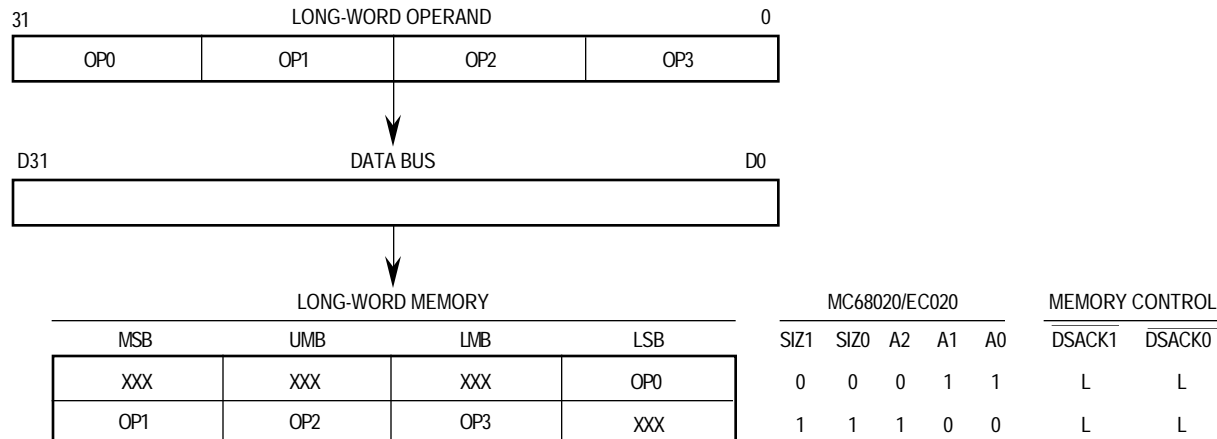 31 LONG-WORD OPERAND 0
OP0 OP1 OP2 OP3
D31 DATA BUS D0
LONG-WORD MEMORY MC68020/EC020 MEMORY CONTROL
MSB UMB LMB LSB SIZ1 SIZ0 A2 A1 A0 DSACK1 DSACK0
XXX XXX XXX OP0 0 0 0 1 1 L L
OP1 OP2 OP3 XXX 1 1 1 0 0 L L